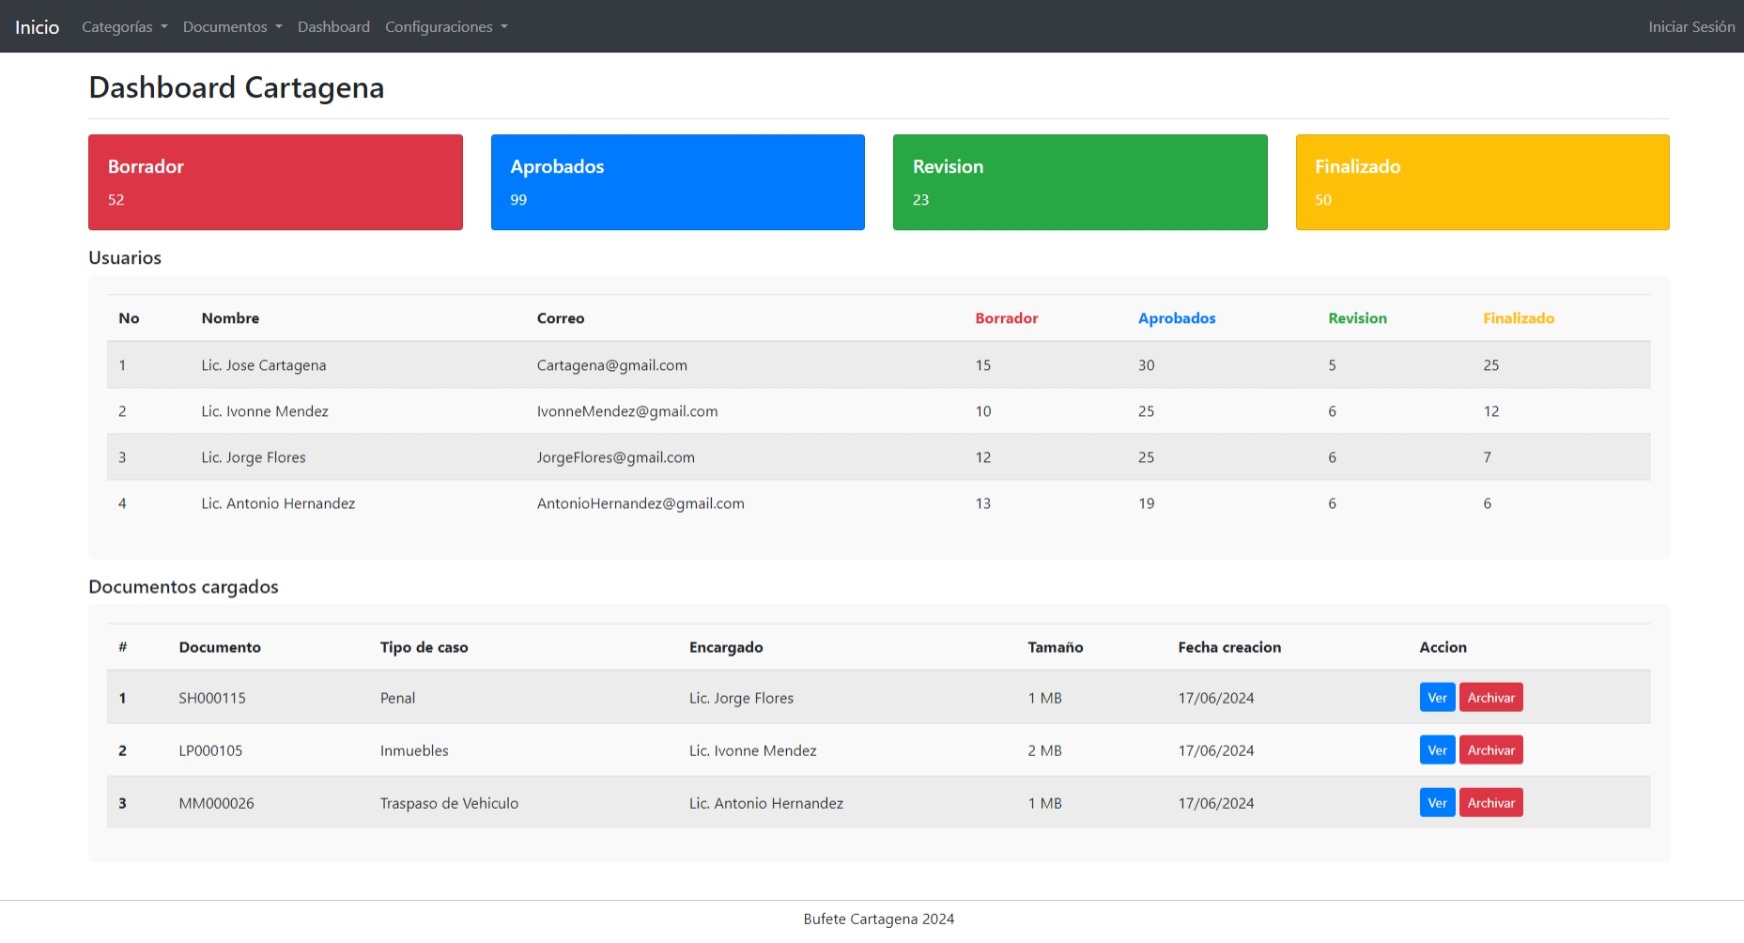 Inicio Categorías Documentos Dashboard Configuraciones Iniciar Sesión
Dashboard Cartagena
Borrador Aprobados Revision Finalizado
52 99 23 50
Usuarios
No Nombre Correo Borrador Aprobados Revision Finalizado
1 Lic. Jose Cartagena Cartagena@gmail.com 15 30 5 25
2 Lic. Ivonne Mendez IvonneMendez@gmail.com 10 25 6 12
3 Lic. Jorge Flores JorgeFlores@gmail.com 12 25 6 7
4 Lic. Antonio Hernandez AntonioHernandez@gmail.com 13 19 6 6
Documentos cargados
# Documento Tipo de caso Encargado Tamaño Fecha creacion Accion
1 SH000115 Penal Lic. Jorge Flores 1 MB 17/06/2024 Ver Archivar
2 LP000105 Inmuebles Lic. Ivonne Mendez 2 MB 17/06/2024 Ver Archivar
3 MM000026 Traspaso de Vehiculo Lic. Antonio Hernandez 1 MB 17/06/2024 Ver Archivar
Bufete Cartagena 2024